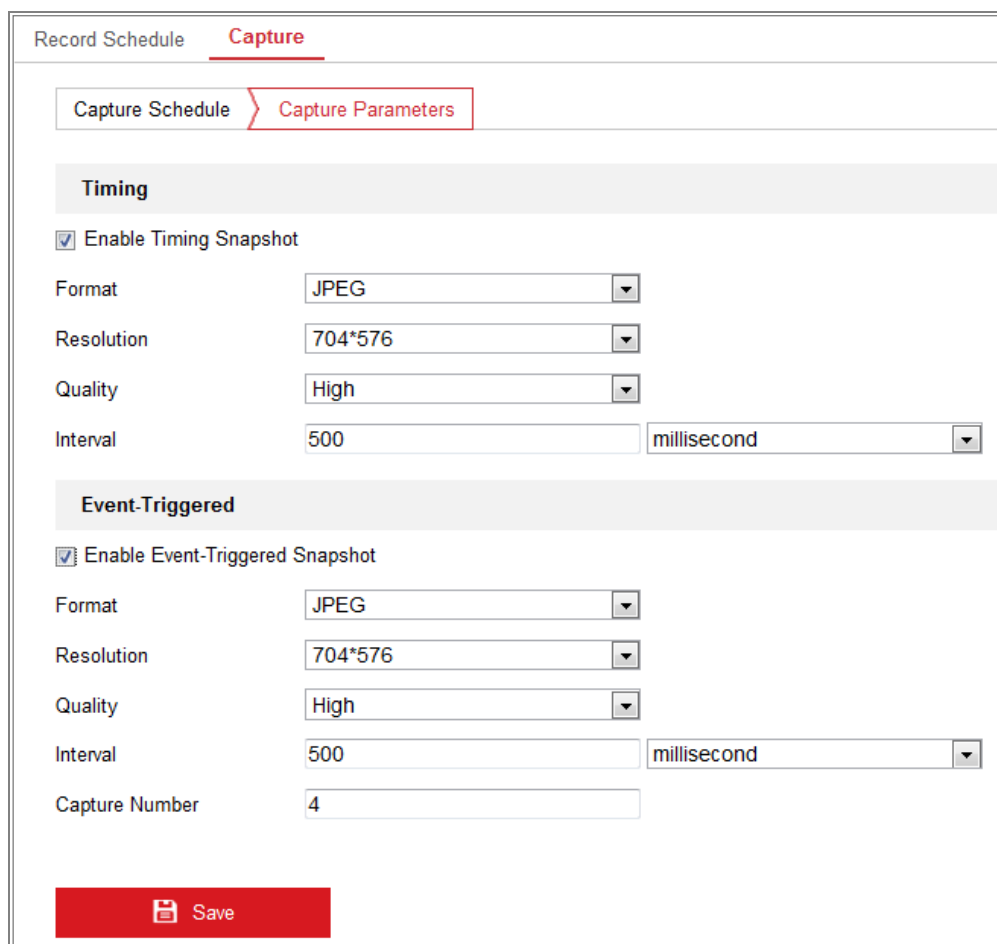 Record Schedule Capture
Capture Schedule Capture Parameters
Timing
Enable Timing Snapshot
Format JPEG
Resolution 704*576
Quality High
Interval 500 millisecond
Event-Triggered
Enable Event-Triggered Snapshot
Format JPEG
Resolution 704*576
Quality High
Interval 500 millisecond
Capture Number 4
Save